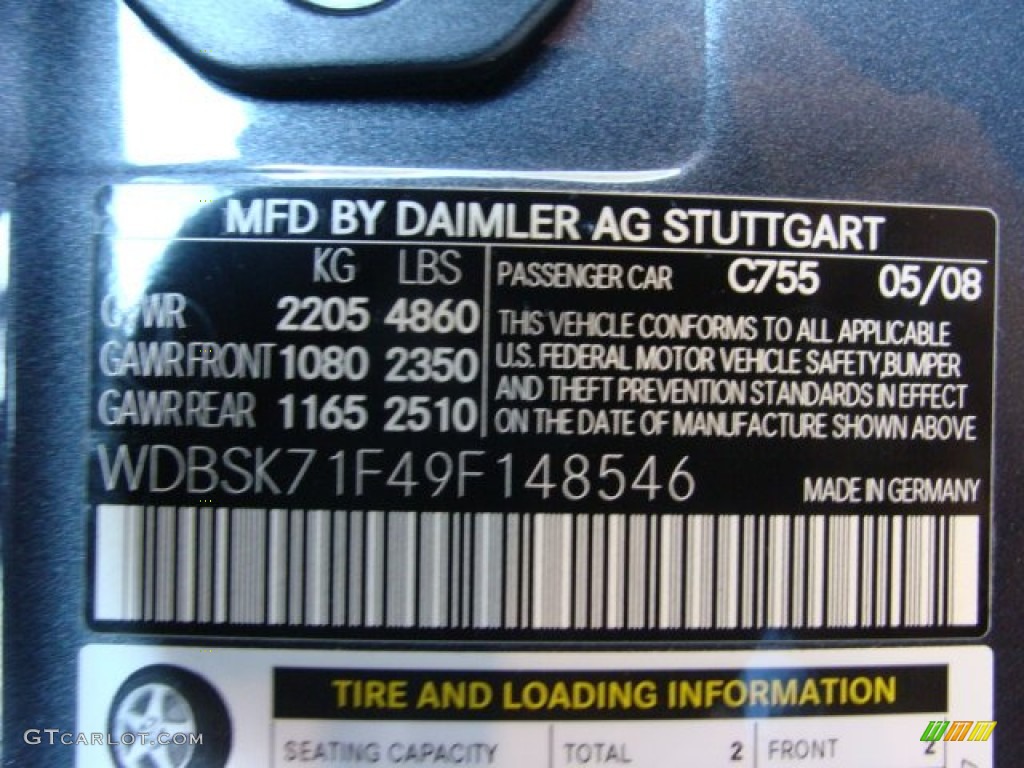 MFD BY DAIMLER AG STUTTGART
KG LBS
PASSENGER CAR C755 05/08
GVWR 2205 4860
GAWR FRONT 1080 2350
GAWR REAR 1165 2510
THIS VEHICLE CONFORMS TO ALL APPLICABLE
U.S. FEDERAL MOTOR VEHICLE SAFETY,BUMPER
AND THEFT PREVENTION STANDARDS IN EFFECT
ON THE DATE OF MANUFACTURE SHOWN ABOVE
WDBSK71F49F148546
MADE IN GERMANY
TIRE AND LOADING INFORMATION
SEATING CAPACITY TOTAL 2 FRONT 2
GTcarlot.com